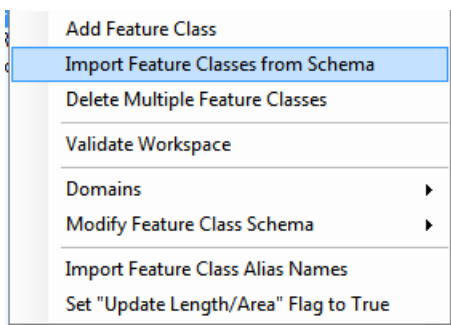 Add Feature Class
Import Feature Classes from Schema
Delete Multiple Feature Classes
Validate Workspace
Domains
Modify Feature Class Schema
Import Feature Class Alias Names
Set "Update Length/Area" Flag to True